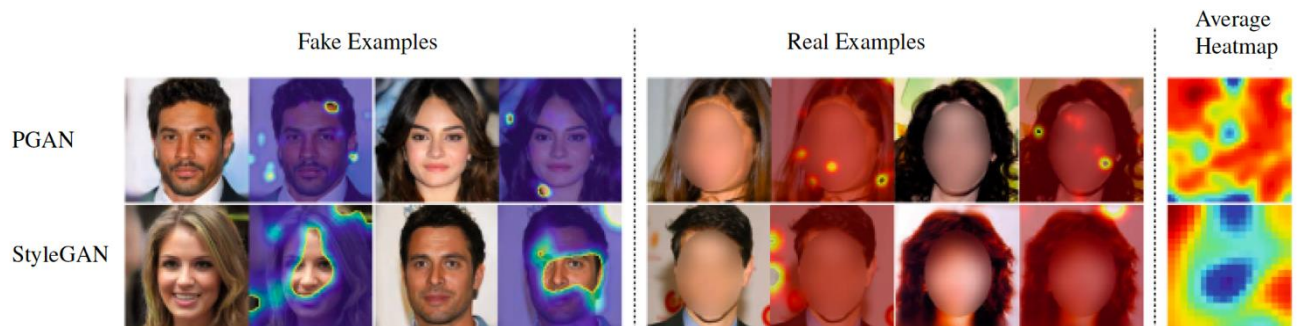 Fake Examples
Real Examples
Average
Heatmap
PGAN
StyleGAN